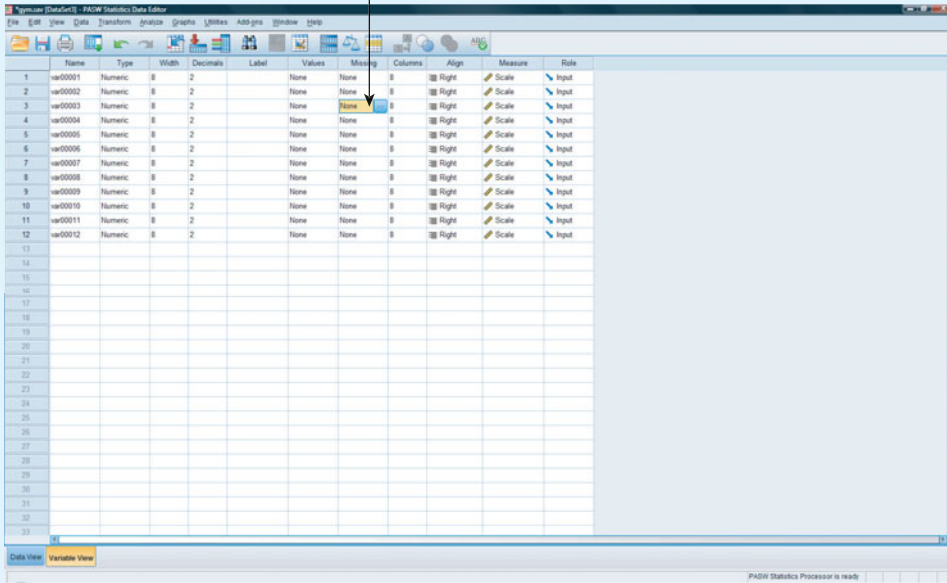 *gym.sav [DataSet3] - PASW Statistics Data Editor
File Edit View Data Transform Analyze Graphs Utilities Add-ons Window Help
Name Type Width Decimals Label Values Missing Columns Align Measure Role
1 var00001 Numeric 8 2 None None 8 Right Scale Input
2 var00002 Numeric 8 2 None None 8 Right Scale Input
3 var00003 Numeric 8 2 None None ... 8 Right Scale Input
4 var00004 Numeric 8 2 None None 8 Right Scale Input
5 var00005 Numeric 8 2 None None 8 Right Scale Input
6 var00006 Numeric 8 2 None None 8 Right Scale Input
7 var00007 Numeric 8 2 None None 8 Right Scale Input
8 var00008 Numeric 8 2 None None 8 Right Scale Input
9 var00009 Numeric 8 2 None None 8 Right Scale Input
10 var00010 Numeric 8 2 None None 8 Right Scale Input
11 var00011 Numeric 8 2 None None 8 Right Scale Input
12 var00012 Numeric 8 2 None None 8 Right Scale Input
13
14
15
16
17
18
19
20
21
22
23
24
25
26
27
28
29
30
31
32
33
Data View Variable View
PASW Statistics Processor is ready